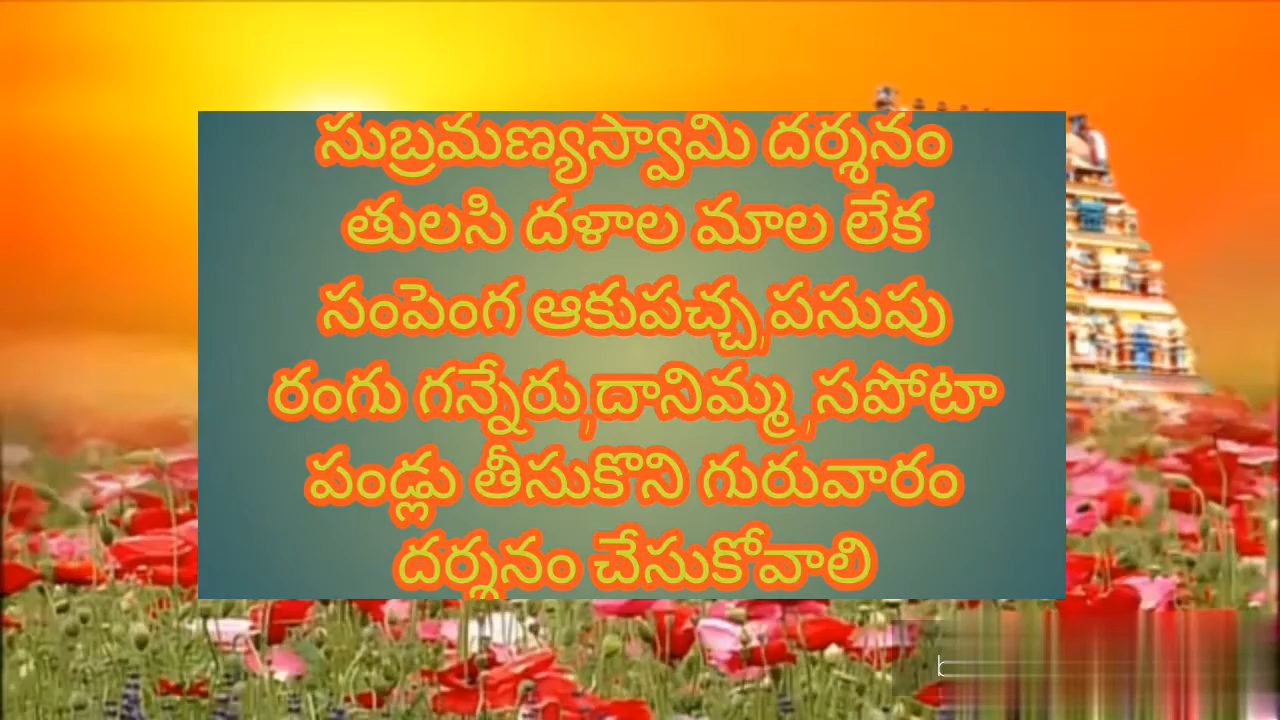 సుబ్రమణ్యస్వామి దర్శనం
తులసి దళాల మాల లేక
సంపెంగ ఆకుపచ్చ,పసుపు
రంగు గన్నేరు,దానిమ్మ ,సపోటా
పండ్లు తీసుకొని గురువారం
దర్శనం చేసుకోవాలి